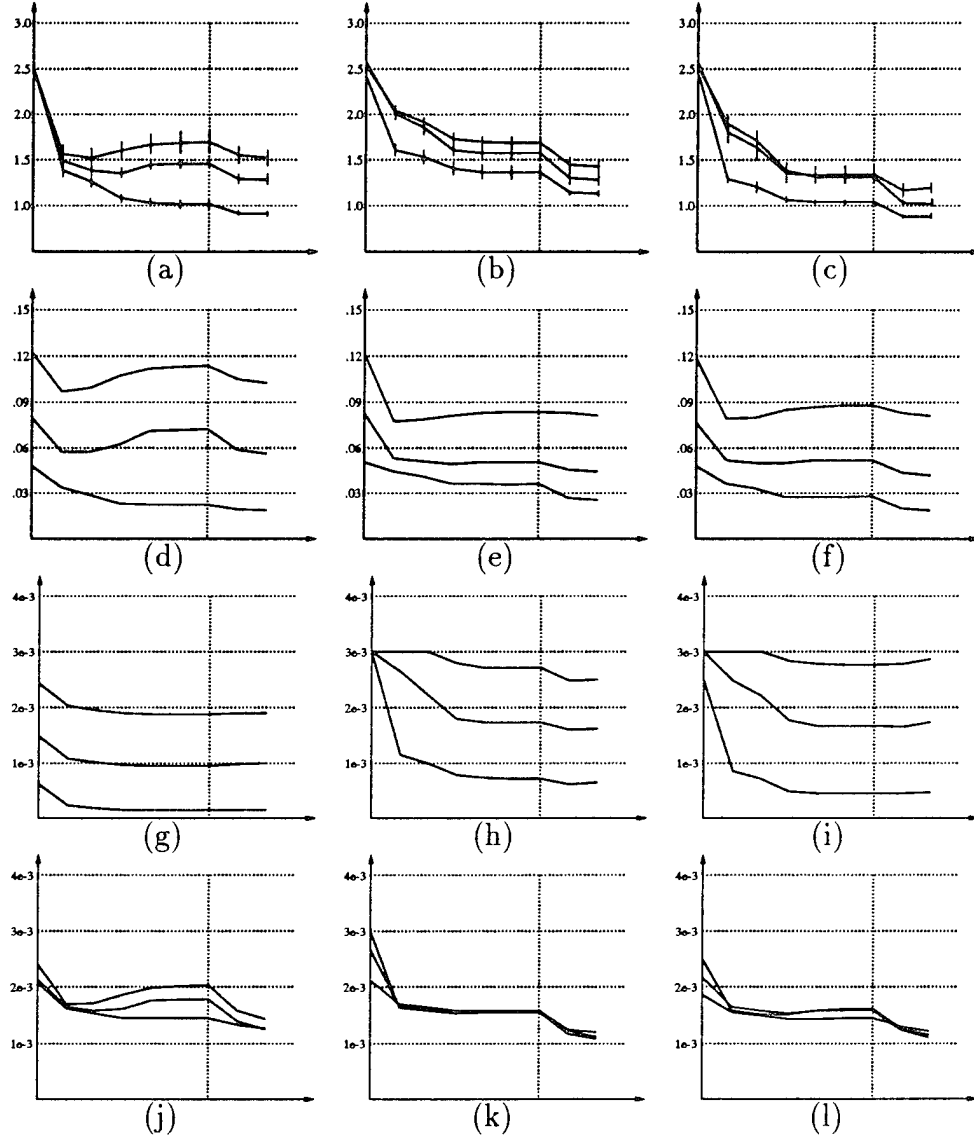 3.0 3.0 3.0
2.5 2.5 2.5
2.0 2.0 2.0
1.5 1.5 1.5
1.0 1.0 1.0
(a) (b) (c)
.15 .15 .15
.12 .12 .12
.09 .09 .09
.06 .06 .06
.03 .03 .03
(d) (e) (f)
4e-3 4e-3 4e-3
3e-3 3e-3 3e-3
2e-3 2e-3 2e-3
1e-3 1e-3 1e-3
(g) (h) (i)
4e-3 4e-3 4e-3
3e-3 3e-3 3e-3
2e-3 2e-3 2e-3
1e-3 1e-3 1e-3
(j) (k) (l)